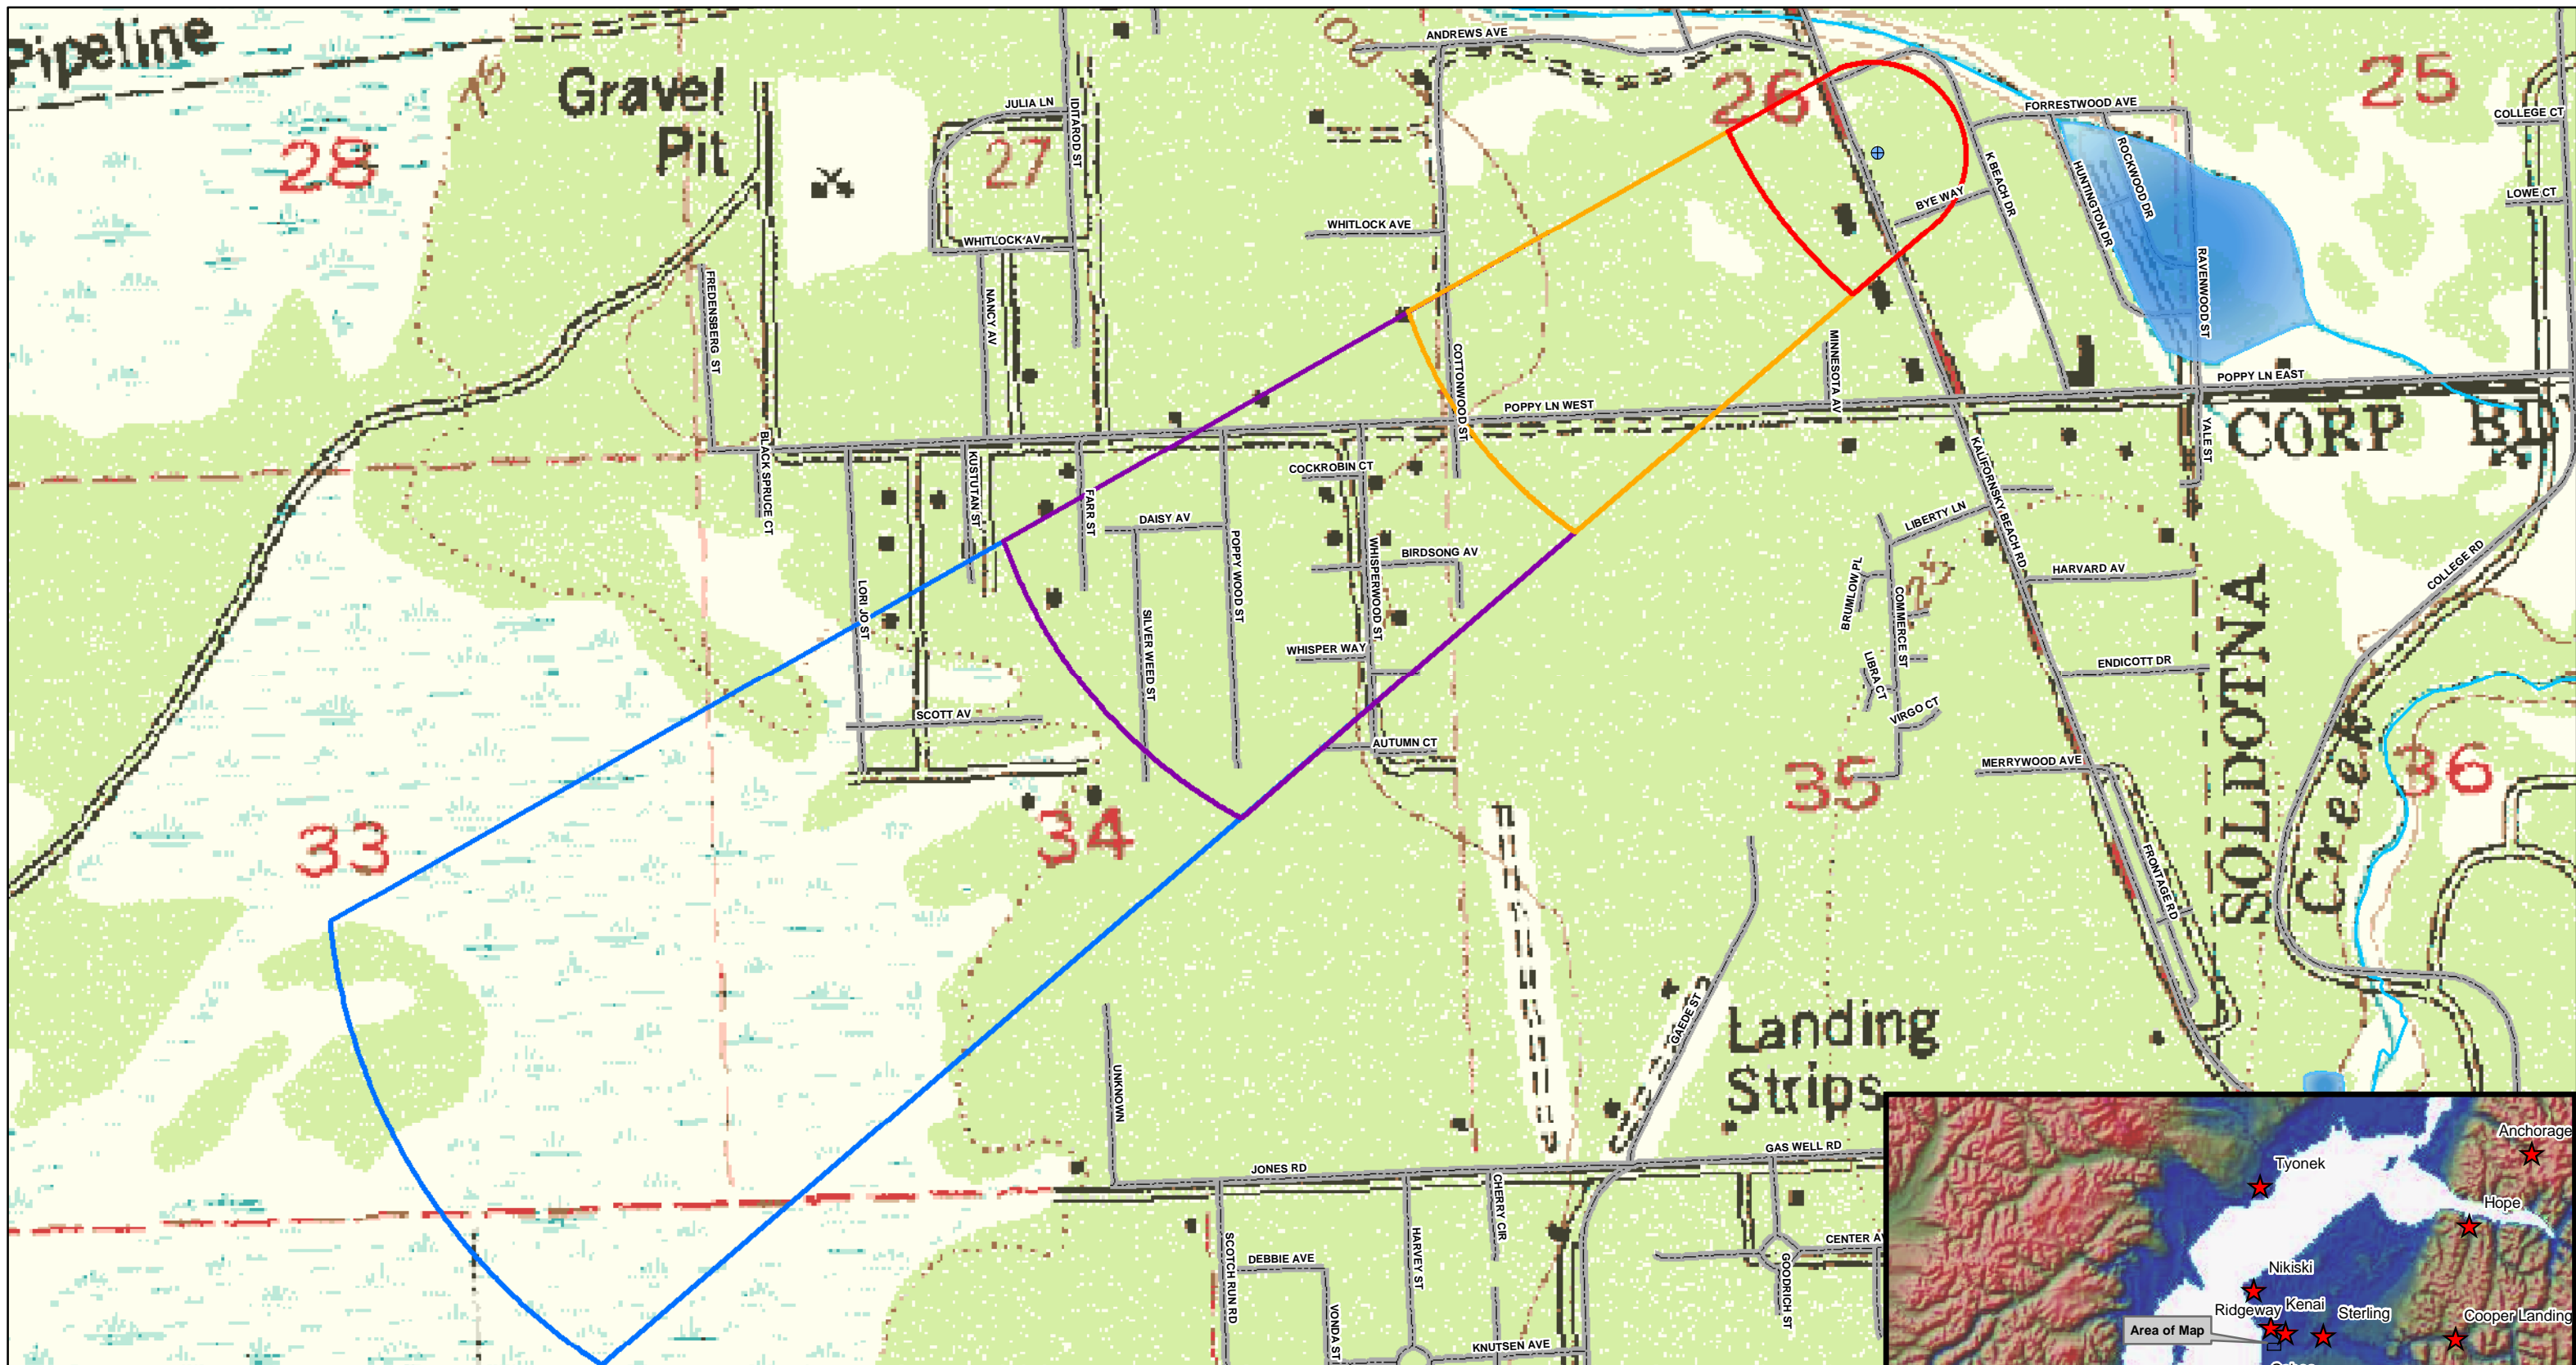 Pipeline
75
Gravel
Pit
28
27
26
25
100
ANDREWS AVE
JULIA LN
IDITAROD ST
FORRESTWOOD AVE
COLLEGE CT
K BEACH DR
HUNTINGTON DR
ROCKWOOD DR
LOWE CT
BYE WAY
WHITLOCK AVE
WHITLOCK AV
FREDENSBERG ST
NANCY AV
RAVENWOOD ST
COTTONWOOD ST
MINNESOTA AV
POPPY LN EAST
POPPY LN WEST
CORP
BLACK SPRUCE CT
KUSTUTAN ST
COCKROBIN CT
YALE ST
KALIFORNSKY BEACH RD
FARR ST
DAISY AV
POPPY WOOD ST
WHISPERWOOD ST
BIRDSONG AV
LIBERTY LN
BRUMLOW PL
COMMERCE ST
HARVARD AV
COLLEGE RD
LORI JO ST
SILVER WEED ST
WHISPER WAY
LIBRA CT
ENDICOTT DR
SOLDOTNA
SCOTT AV
VIRGO CT
AUTUMN CT
MERRYWOOD AVE
Creek
33
34
35
36
FRONTAGE RD
GAEDE ST
Landing
Strips
UNKNOWN
JONES RD
GAS WELL RD
CHERRY CIR
SCOTCH RUN RD
DEBBIE AVE
HARVEY ST
GOODRICH ST
VONDA ST
KNUTSEN AVE
Anchorage
Tyonek
Hope
Nikiski
Ridgeway
Kenai
Sterling
Cooper Landing
Area of Map